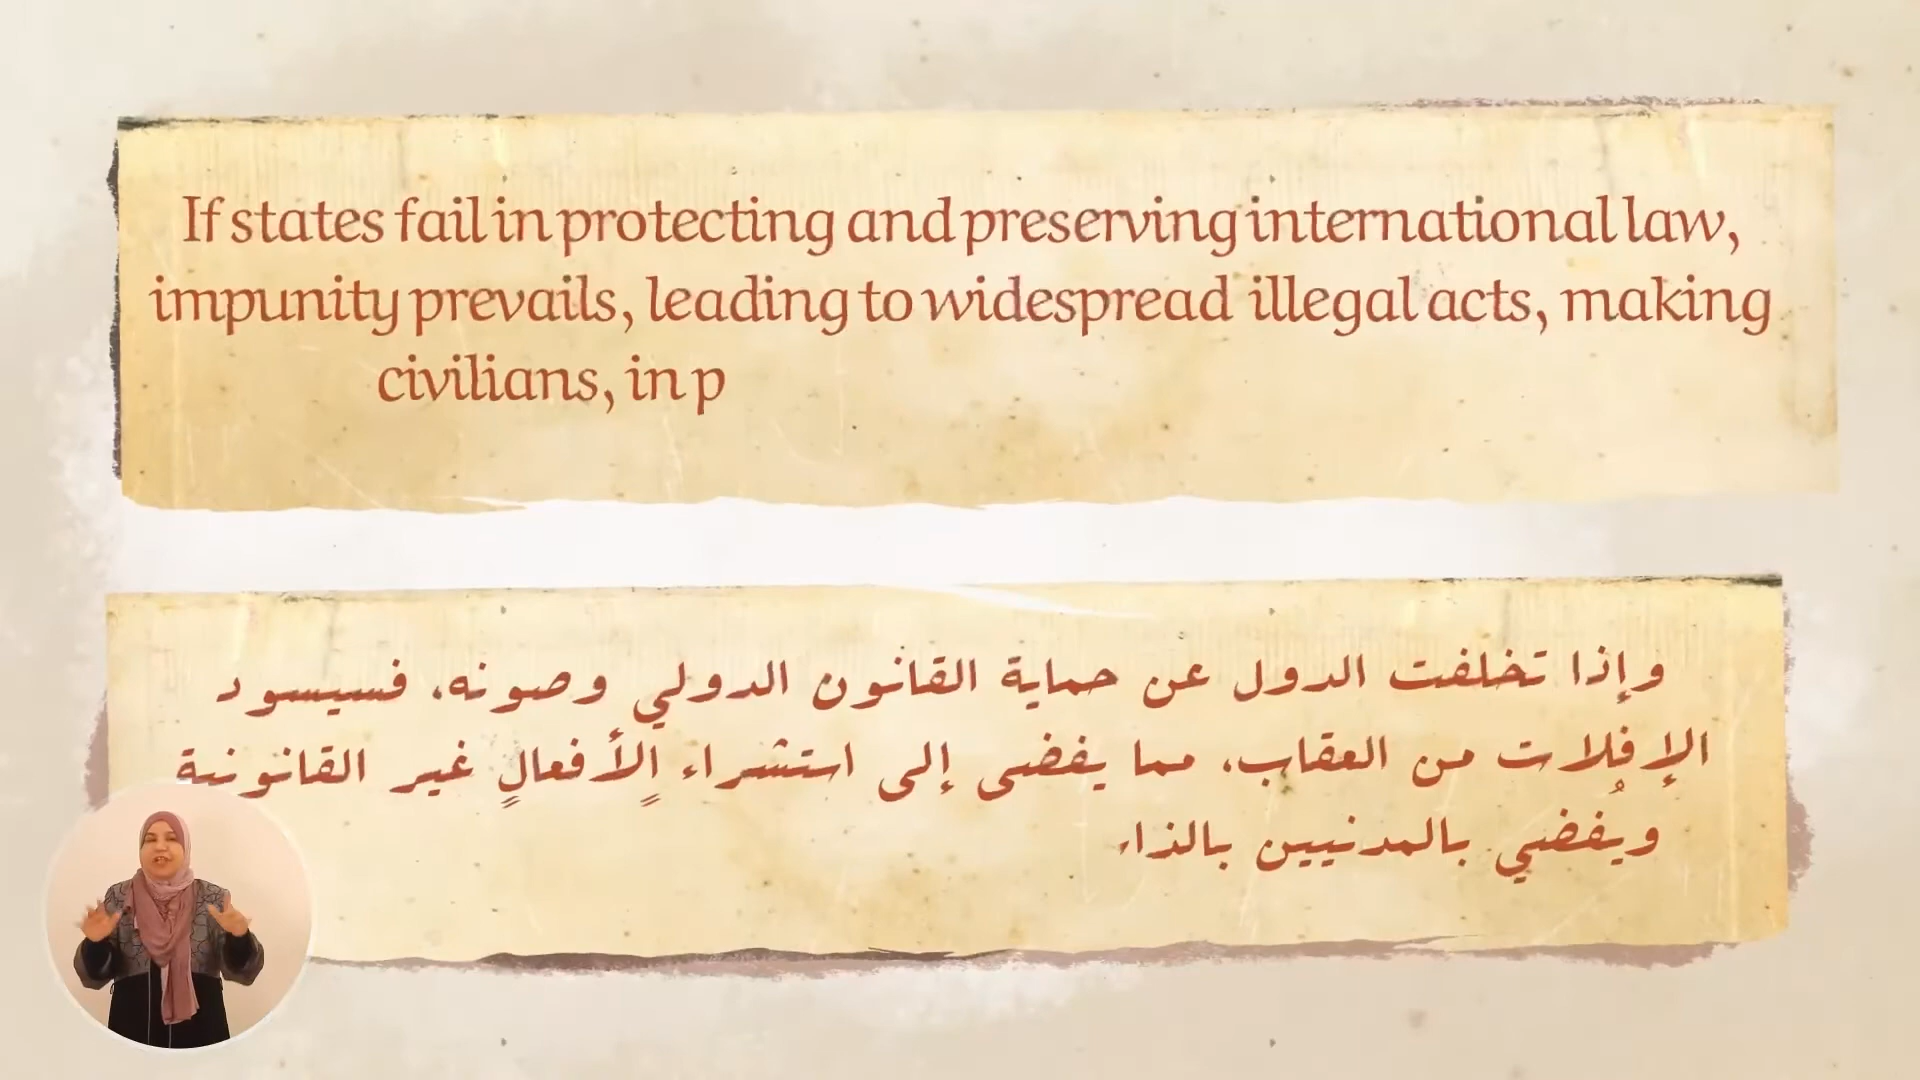 If states fail in protecting and preserving international law,
impunity prevails, leading to widespread illegal acts, making
civilians, in p
وإذا تخلفت الدول عن حماية القانون الدولي وصونه، فسيسود
الإفلات من العقاب، مما يفضي إلى استشراء الأفعال غير القانونية
ويفضي بالمدنيين بالذا